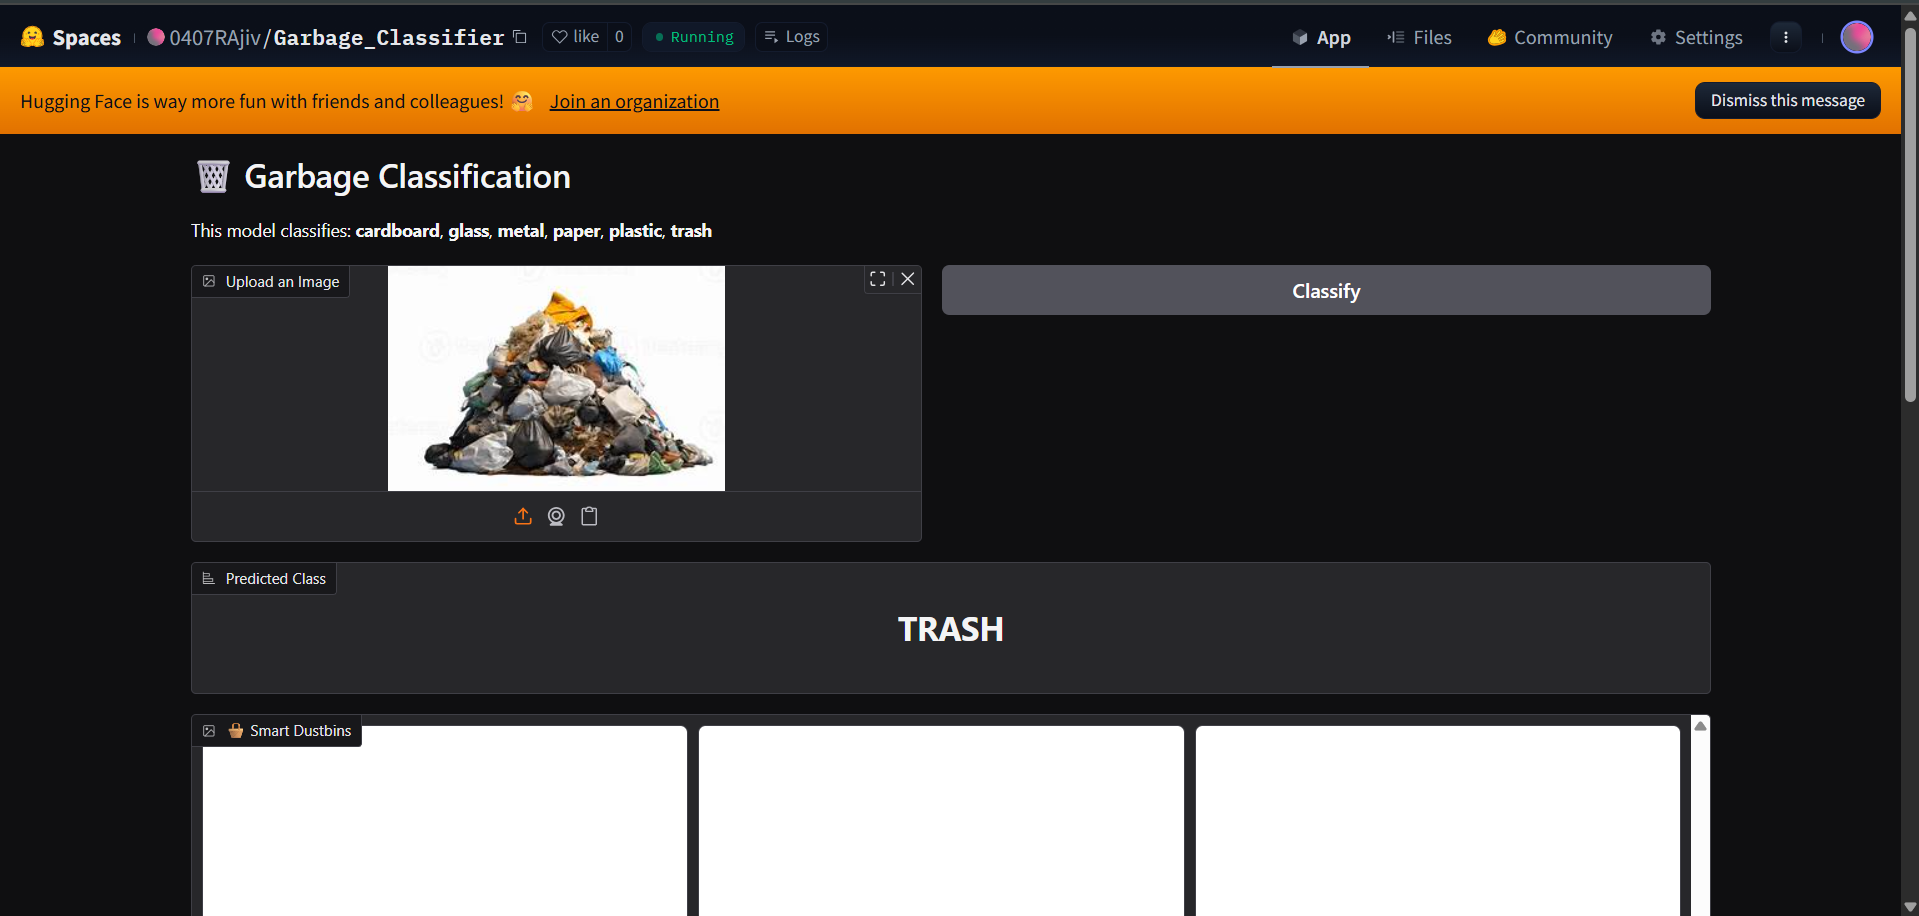 Spaces 0407RAjiv/Garbage_Classifier like 0 Running Logs App Files Community Settings
Hugging Face is way more fun with friends and colleagues! 🤗 Join an organization Dismiss this message
🗑️ Garbage Classification
This model classifies: cardboard, glass, metal, paper, plastic, trash
Upload an Image
Classify
Predicted Class
TRASH
🧺 Smart Dustbins